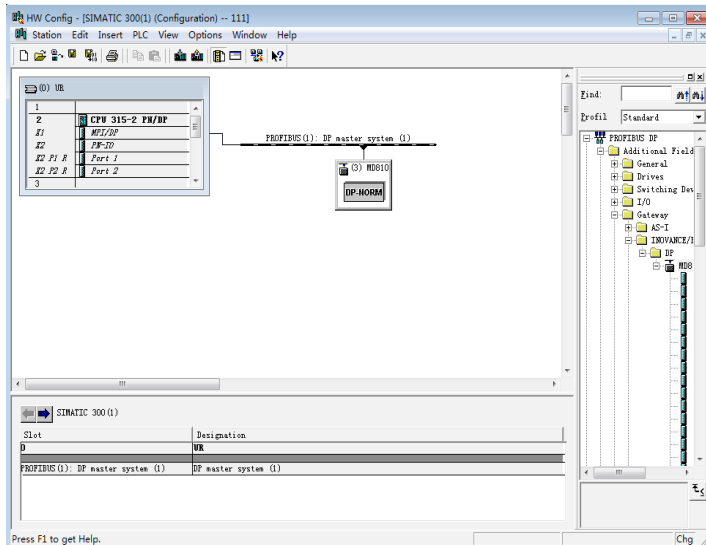 HW Config - [SIMATIC 300(1) (Configuration) -- 111]
Station Edit Insert PLC View Options Window Help
(0) UR
1
2 CPU 315-2 PN/DP
X1 MPI/DP
X2 PN-IO
X2 P1 R Port 1
X2 P2 R Port 2
3
PROFIBUS(1): DP master system (1)
(3) MD810
DP-NORM
Find:
Profil Standard
PROFIBUS DP
Additional Field
General
Drives
Switching Dev
I/O
Gateway
AS-I
INOVANCE/H
DP
MD8
SIMATIC 300(1)
Slot Designation
0 UR
PROFIBUS(1): DP master system (1) DP master system (1)
Press F1 to get Help.
Chg